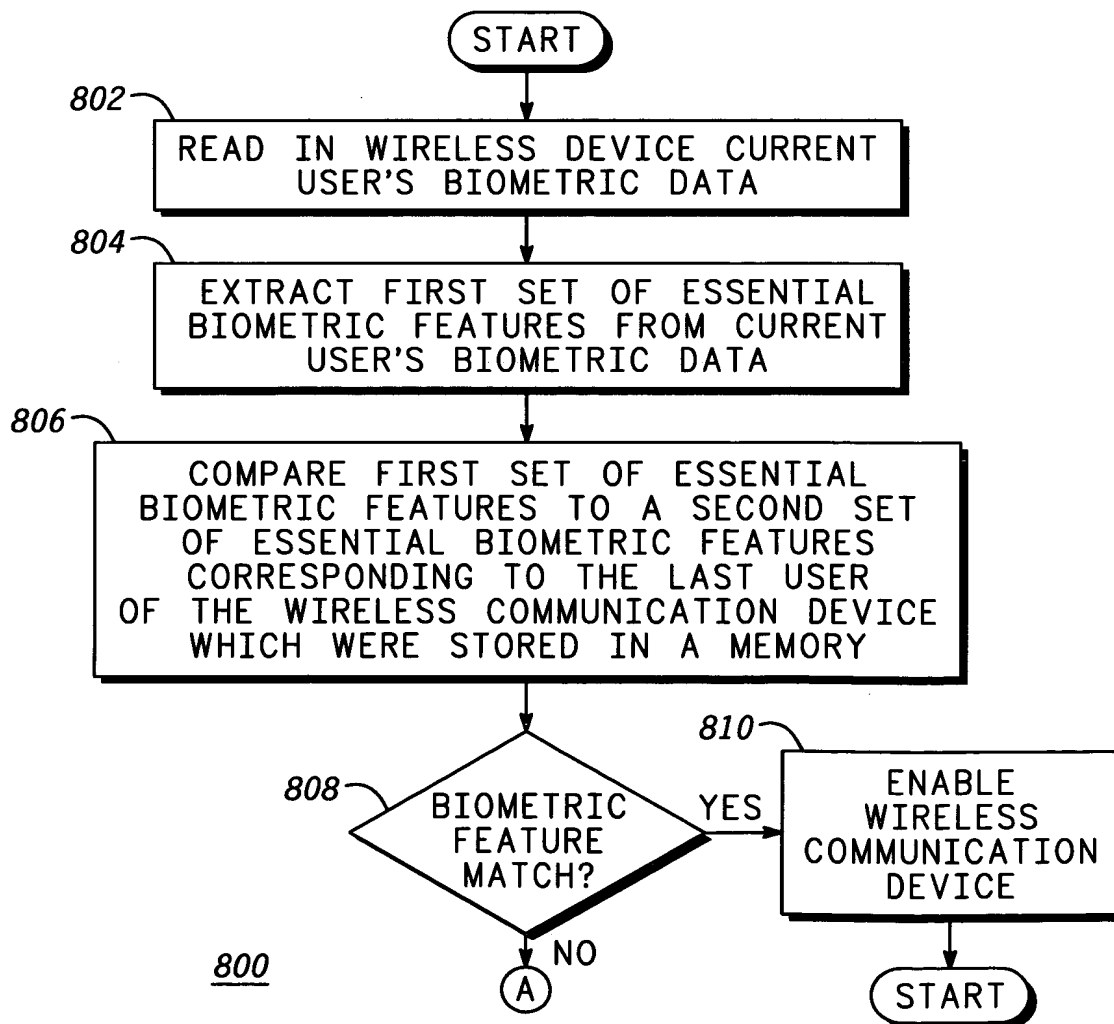 START
802
READ IN WIRELESS DEVICE CURRENT
USER'S BIOMETRIC DATA
804
EXTRACT FIRST SET OF ESSENTIAL
BIOMETRIC FEATURES FROM CURRENT
USER'S BIOMETRIC DATA
806
COMPARE FIRST SET OF ESSENTIAL
BIOMETRIC FEATURES TO A SECOND SET
OF ESSENTIAL BIOMETRIC FEATURES
CORRESPONDING TO THE LAST USER
OF THE WIRELESS COMMUNICATION DEVICE
WHICH WERE STORED IN A MEMORY
808
BIOMETRIC
FEATURE
MATCH?
YES
810
ENABLE
WIRELESS
COMMUNICATION
DEVICE
NO
A
START
800